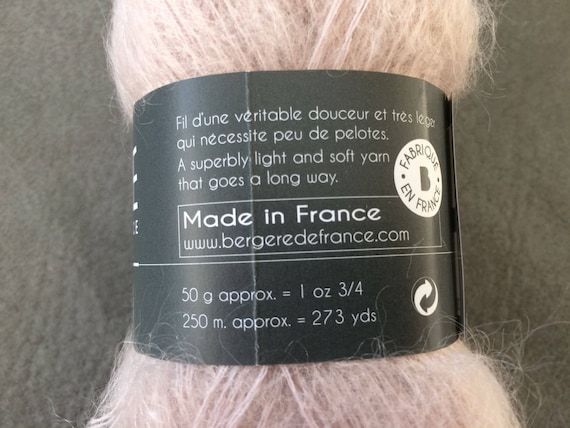 Fil d'une véritable douceur et très léger
qui nécessite peu de pelotes.
A superbly light and soft yarn
that goes a long way.
FABRIQUÉ
B
EN FRANCE
Made in France
www.bergeredefrance.com
50 g approx. = 1 oz 3/4
250 m. approx. = 273 yds